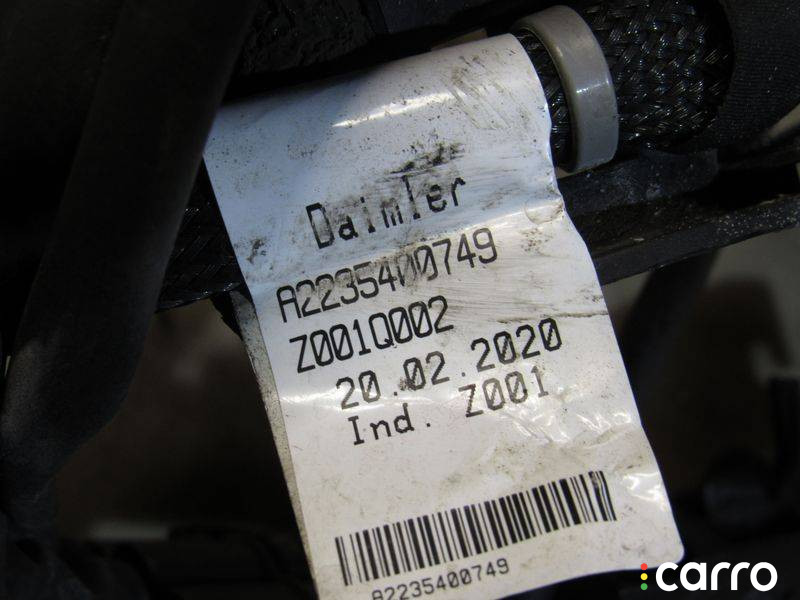 Daimler
A2235400749
Z001Q002
20.02.2020
Ind. Z001
A2235400749
carro